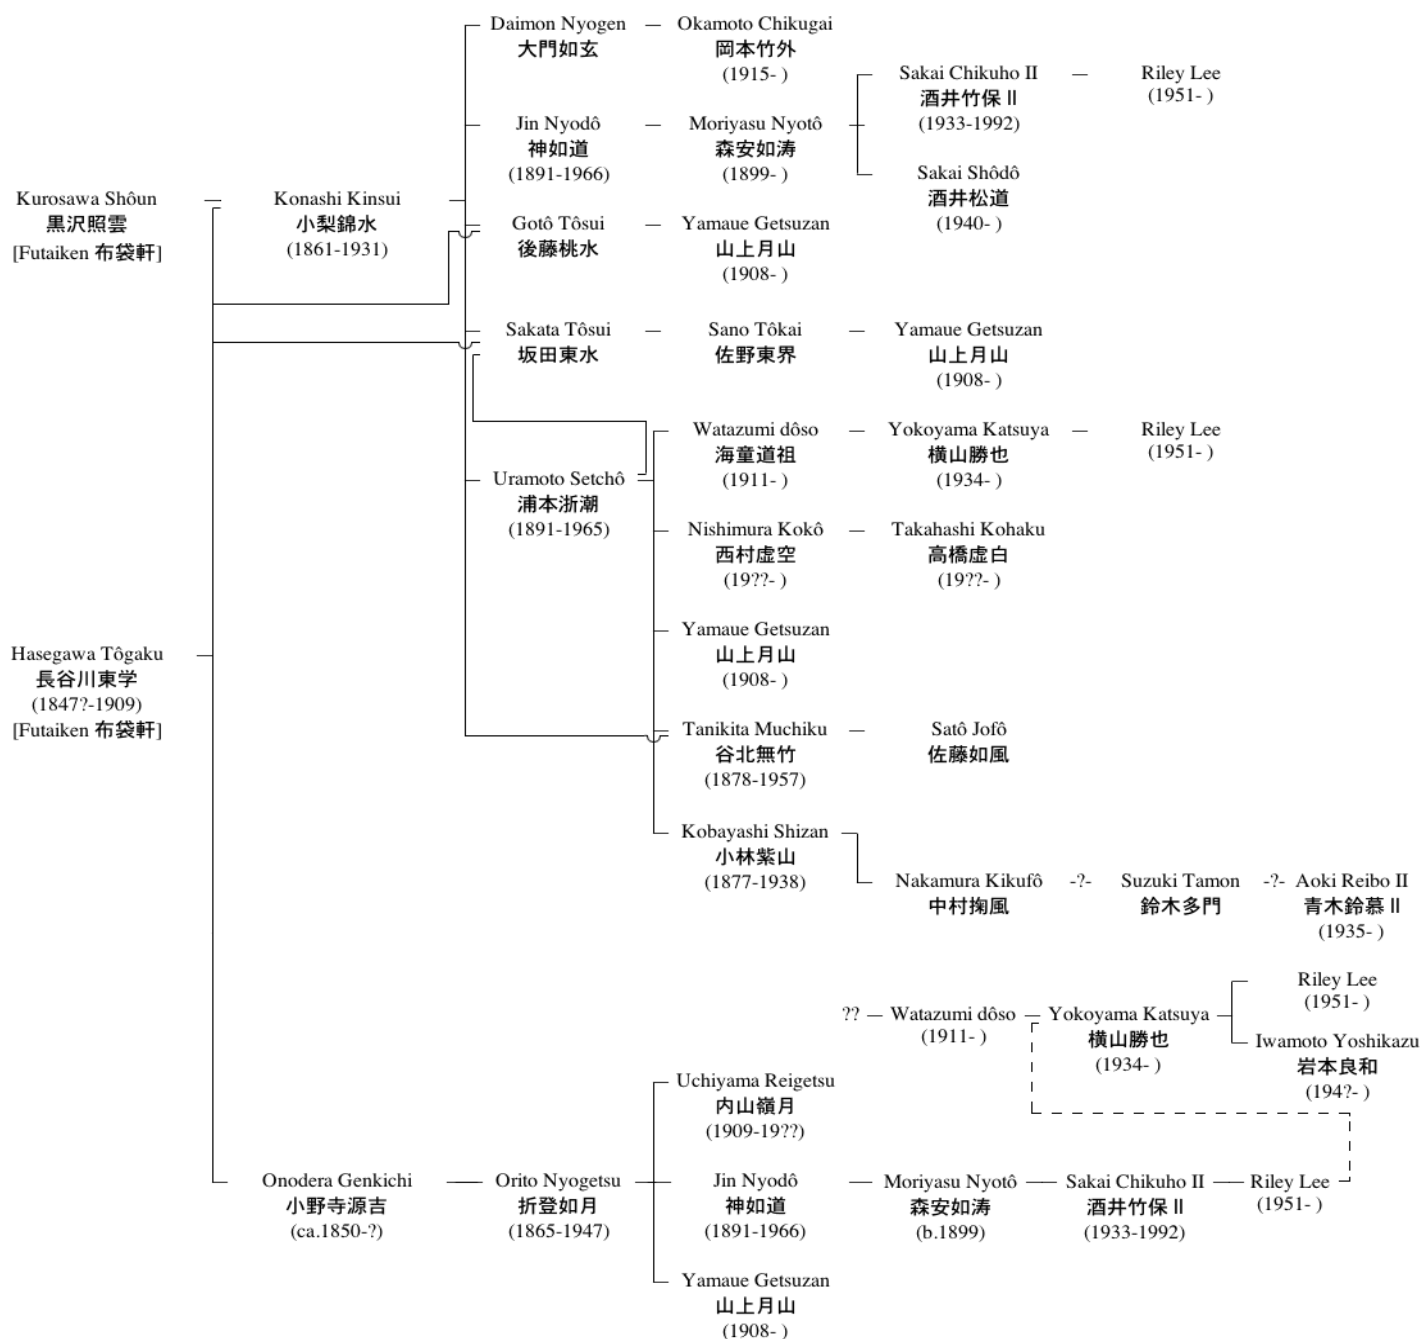 Daimon Nyogen — Okamoto Chikugai
大門如玄 岡本竹外
(1915- )
Sakai Chikuho II — Riley Lee
酒井竹保 II (1951- )
(1933-1992)
Jin Nyodô — Moriyasu Nyotô
神如道 森安如涛
(1891-1966) (1899- )
Sakai Shôdô
酒井松道
(1940- )
Kurosawa Shôun — Konashi Kinsui
黒沢照雲 小梨錦水
[Futaiken 布袋軒] (1861-1931)
Gotô Tôsui — Yamaue Getsuzan
後藤桃水 山上月山
(1908- )
Sakata Tôsui — Sano Tôkai — Yamaue Getsuzan
坂田東水 佐野東界 山上月山
(1908- )
Watazumi dôso — Yokoyama Katsuya — Riley Lee
海童道祖 横山勝也 (1951- )
(1911- ) (1934- )
Uramoto Setchô
浦本浙潮
(1891-1965)
Nishimura Kokô — Takahashi Kohaku
西村虚空 高橋虚白
(19??- ) (19??- )
Yamaue Getsuzan
山上月山
(1908- )
Hasegawa Tôgaku
長谷川東学
(1847?-1909)
[Futaiken 布袋軒]
Tanikita Muchiku — Satô Jofô
谷北無竹 佐藤如風
(1878-1957)
Kobayashi Shizan
小林紫山
(1877-1938)
Nakamura Kikufô -?- Suzuki Tamon -?- Aoki Reibo II
中村掬風 鈴木多門 青木鈴慕 II
(1935- )
Riley Lee
(1951- )
?? — Watazumi dôso — Yokoyama Katsuya
(1911- ) 横山勝也
(1934- )
Iwamoto Yoshikazu
岩本良和
(194?- )
Uchiyama Reigetsu
内山嶺月
(1909-19??)
Onodera Genkichi — Orito Nyogetsu — Jin Nyodô — Moriyasu Nyotô — Sakai Chikuho II — Riley Lee
小野寺源吉 折登如月 神如道 森安如涛 酒井竹保 II (1951- )
(ca.1850-?) (1865-1947) (1891-1966) (b.1899) (1933-1992)
Yamaue Getsuzan
山上月山
(1908- )